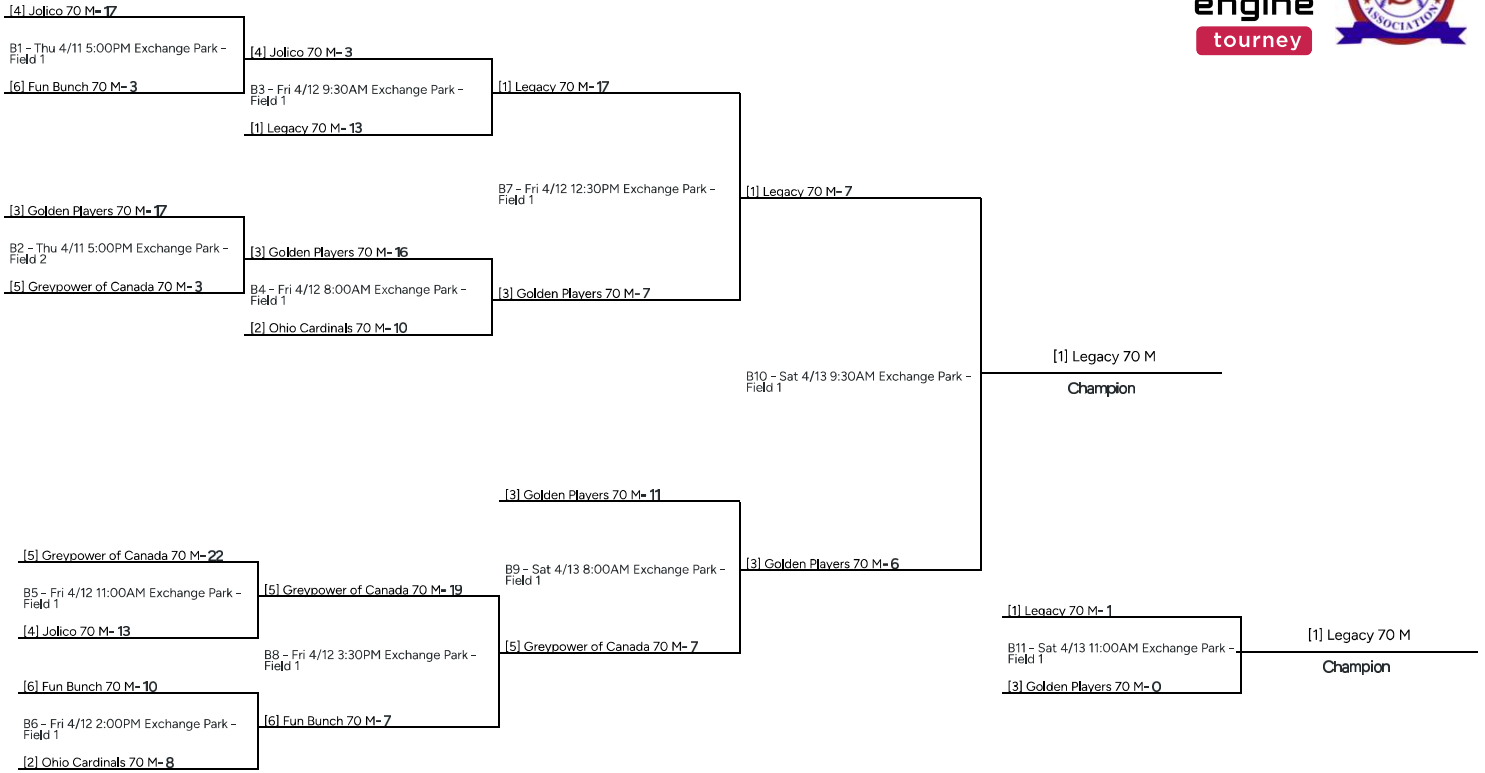 engine
tourney
ASSOCIATION
[4] Jolico 70 M- 17
B1 - Thu 4/11 5:00PM Exchange Park -
Field 1
[6] Fun Bunch 70 M- 3
[4] Jolico 70 M- 3
B3 - Fri 4/12 9:30AM Exchange Park -
Field 1
[1] Legacy 70 M- 13
[1] Legacy 70 M- 17
B7 - Fri 4/12 12:30PM Exchange Park -
Field 1
[1] Legacy 70 M- 7
[3] Golden Players 70 M- 17
B2 - Thu 4/11 5:00PM Exchange Park -
Field 2
[5] Greypower of Canada 70 M- 3
[3] Golden Players 70 M- 16
B4 - Fri 4/12 8:00AM Exchange Park -
Field 1
[2] Ohio Cardinals 70 M- 10
[3] Golden Players 70 M- 7
B10 - Sat 4/13 9:30AM Exchange Park -
Field 1
[1] Legacy 70 M
Champion
[3] Golden Players 70 M- 11
B9 - Sat 4/13 8:00AM Exchange Park -
Field 1
[5] Greypower of Canada 70 M- 7
[3] Golden Players 70 M- 6
[5] Greypower of Canada 70 M- 22
B5 - Fri 4/12 11:00AM Exchange Park -
Field 1
[4] Jolico 70 M- 13
[5] Greypower of Canada 70 M- 19
B8 - Fri 4/12 3:30PM Exchange Park -
Field 1
[6] Fun Bunch 70 M- 7
[6] Fun Bunch 70 M- 10
B6 - Fri 4/12 2:00PM Exchange Park -
Field 1
[2] Ohio Cardinals 70 M- 8
[1] Legacy 70 M- 1
B11 - Sat 4/13 11:00AM Exchange Park -
Field 1
[3] Golden Players 70 M- 0
[1] Legacy 70 M
Champion